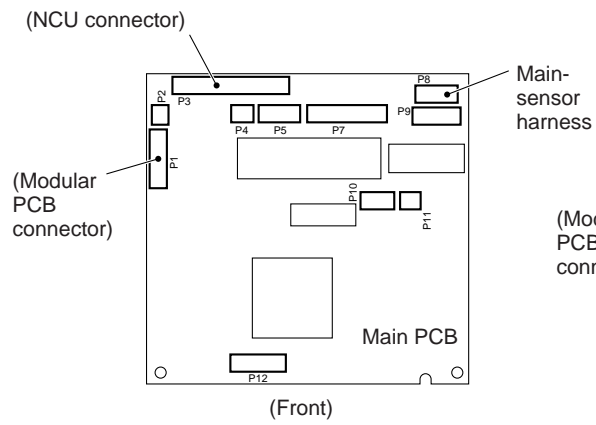 (NCU connector)
P8
Main-
sensor
harness
P2
P3
P9
P4
P5
P7
P1
(Modular
PCB
connector)
P10
P11
Main PCB
P12
(Front)
PCB